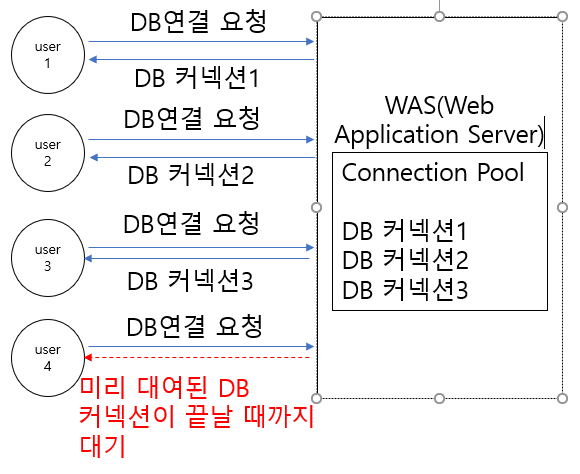 user
1
DB연결 요청
DB 커넥션1
user
2
DB연결 요청
DB 커넥션2
user
3
DB연결 요청
DB 커넥션3
user
4
DB연결 요청
미리 대여된 DB
커넥션이 끝날 때까지
대기
WAS(Web
Application Server)
Connection Pool
DB 커넥션1
DB 커넥션2
DB 커넥션3